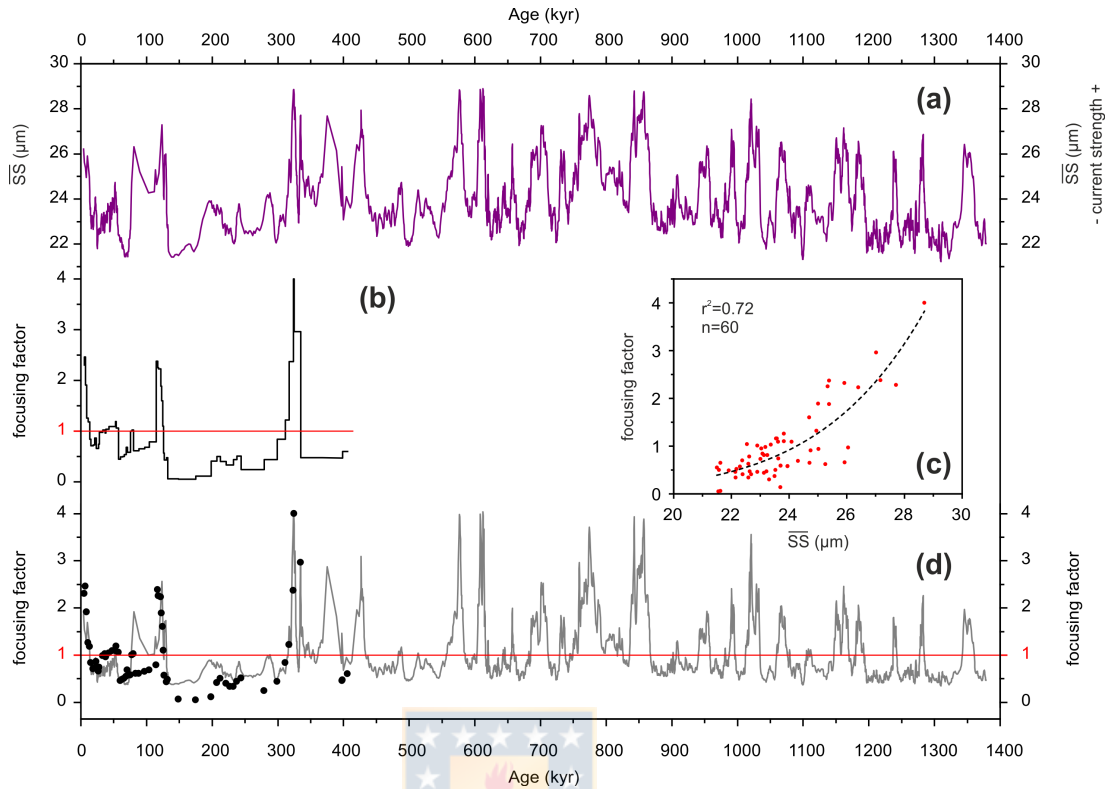 Age (kyr)
0 100 200 300 400 500 600 700 800 900 1000 1100 1200 1300 1400
30 28 26 24 22
SS (µm)
(a)
30 28 26 24 22
SS (µm)
- current strength +
4 3 2 1 0
focusing factor
(b)
r²=0.72
n=60
4 3 2 1 0
focusing factor
(c)
20 22 24 26 28 30
SS (µm)
4 3 2 1 0
focusing factor
(d)
4 3 2 1 0
focusing factor
0 100 200 300 400 500 600 700 800 900 1000 1100 1200 1300 1400
Age (kyr)